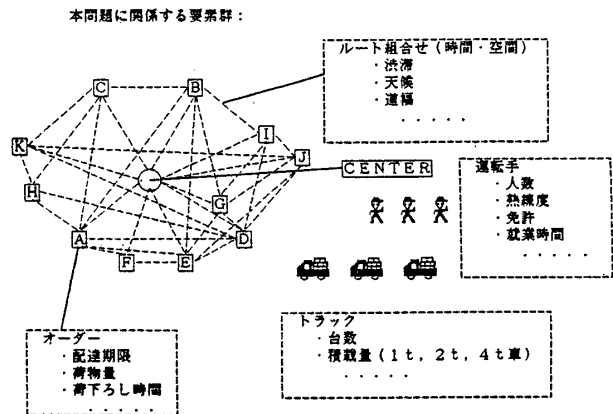 本問題に関係する要素群：
ルート組合せ（時間・空間）
・渋滞
・天候
・道幅
・・・・・
C
B
I
K
J
CENTER
H
G
A
D
F
E
運転手
・人数
・熟練度
・免許
・就業時間
・・・・・
オーダー
・配達期限
・荷物量
・荷下ろし時間
・・・・・
トラック
・台数
・積載量（1t，2t，4t車）
・・・・・